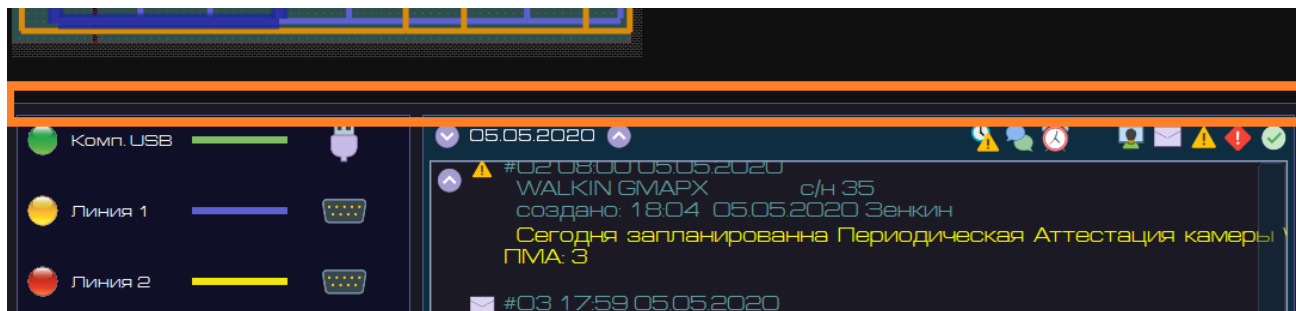 Комп. USB
Линия 1
Линия 2
05.05.2020
#02 08:00 05.05.2020
WALKIN GMAPX с/н 35
создано: 18:04 05.05.2020 Зенкин
Сегодня запланированна Периодическая Аттестация камеры
ПМА: 3
#03 17:59 05.05.2020